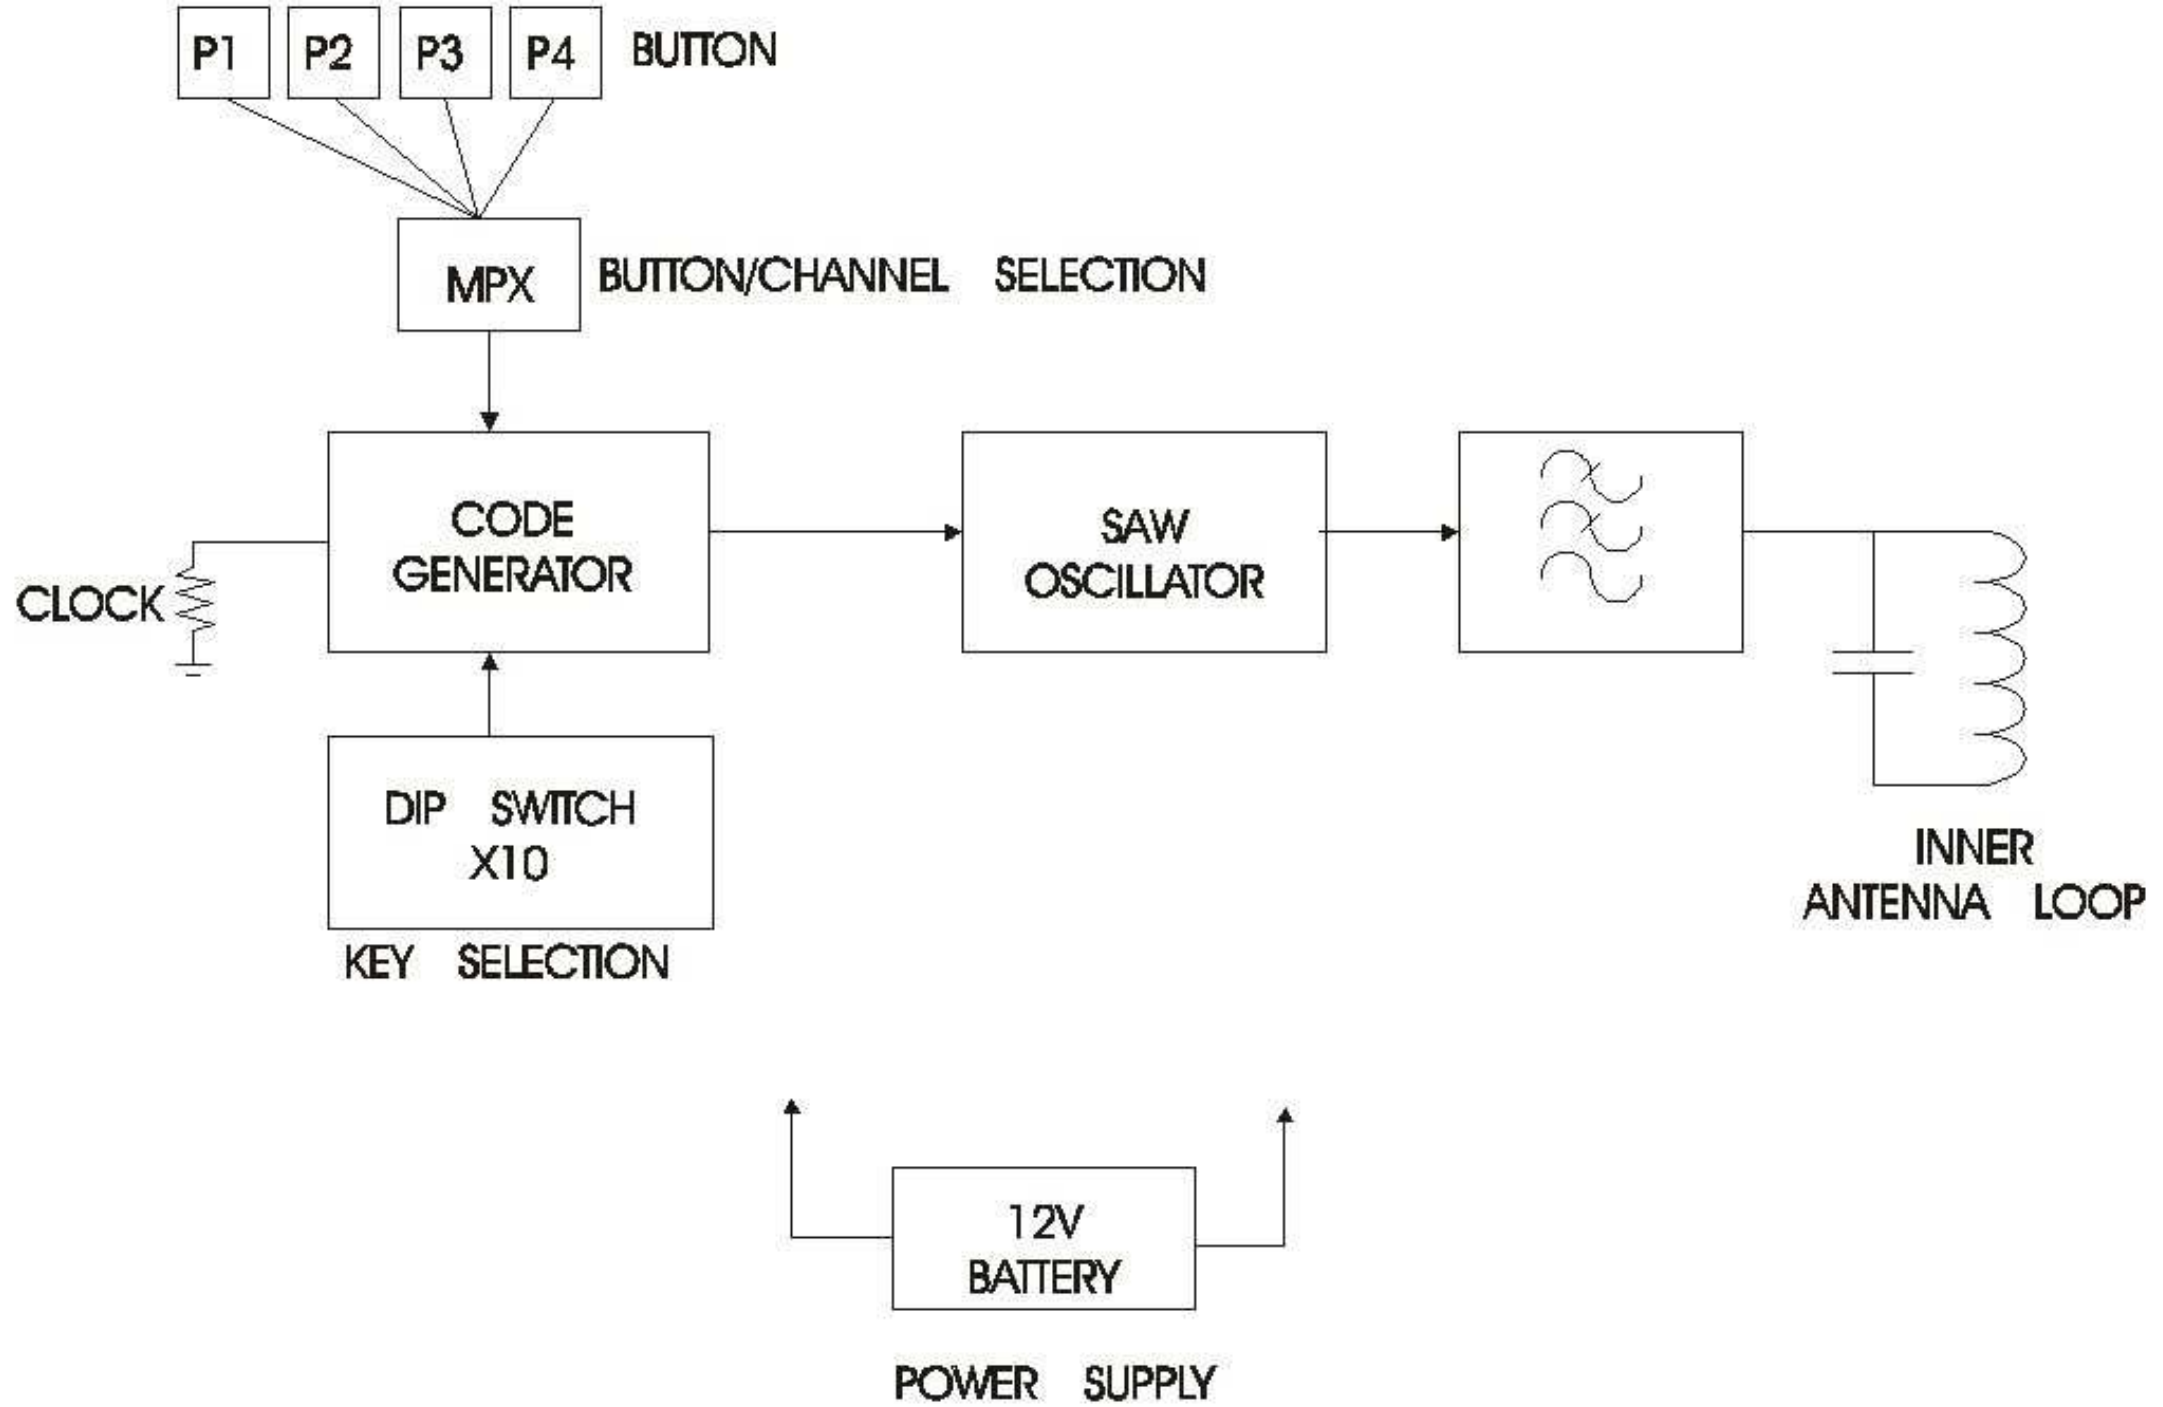 P1 P2 P3 P4 BUTTON
MPX BUTTON/CHANNEL SELECTION
CODE
GENERATOR
SAW
OSCILLATOR
CLOCK
DIP SWITCH
X10
KEY SELECTION
INNER
ANTENNA LOOP
12V
BATTERY
POWER SUPPLY